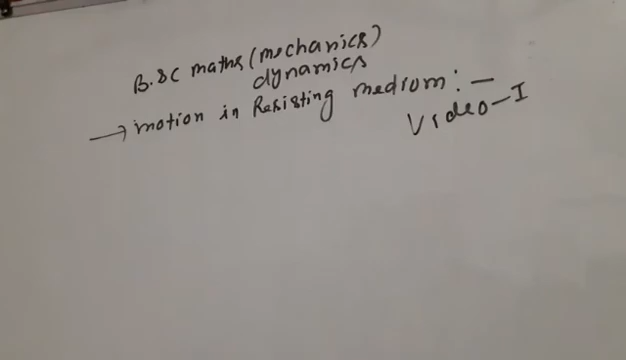 B.SC maths (mechanics)
dynamics
→ motion in Resisting medium : -
Video - I